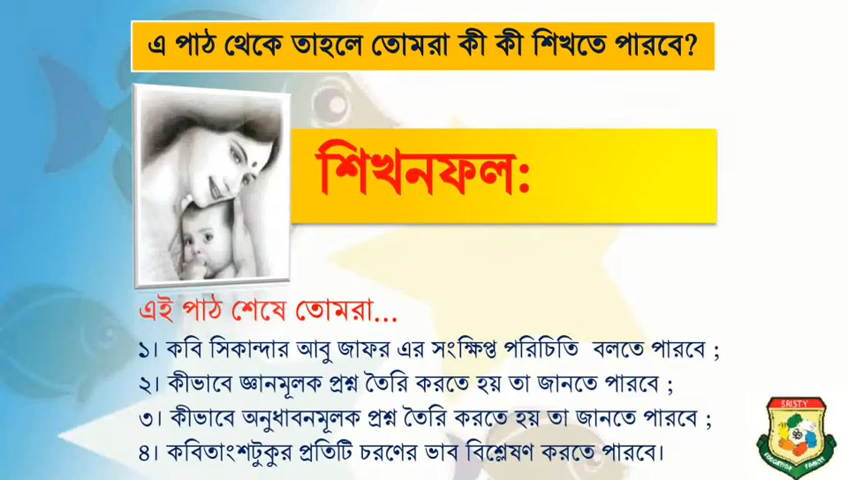 এ পাঠ থেকে তাহলে তোমরা কী কী শিখতে পারবে?
শিখনফল:
এই পাঠ শেষে তোমরা...
১। কবি সিকান্দার আবু জাফর এর সংক্ষিপ্ত পরিচিতি বলতে পারবে ;
২। কীভাবে জ্ঞানমূলক প্রশ্ন তৈরি করতে হয় তা জানতে পারবে ;
৩। কীভাবে অনুধাবনমূলক প্রশ্ন তৈরি করতে হয় তা জানতে পারবে ;
৪। কবিতাংশটুকুর প্রতিটি চরণের ভাব বিশ্লেষণ করতে পারবে।
SRISTY
EDUCATION FAMILY